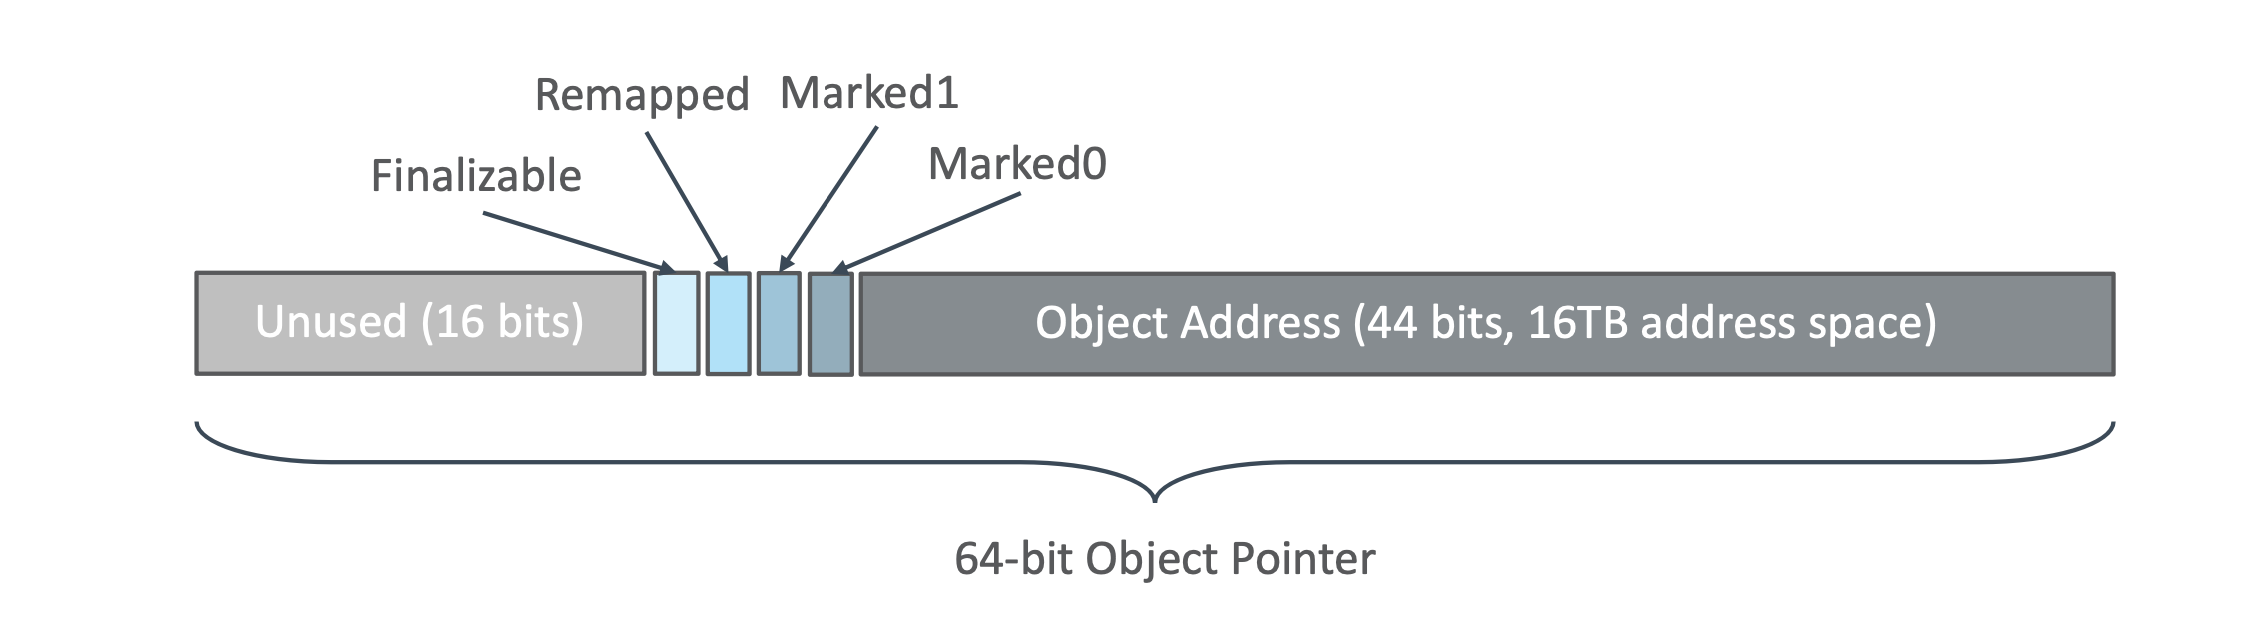 Remapped
Marked1
Marked0
Finalizable
Unused (16 bits)
Object Address (44 bits, 16TB address space)
64-bit Object Pointer